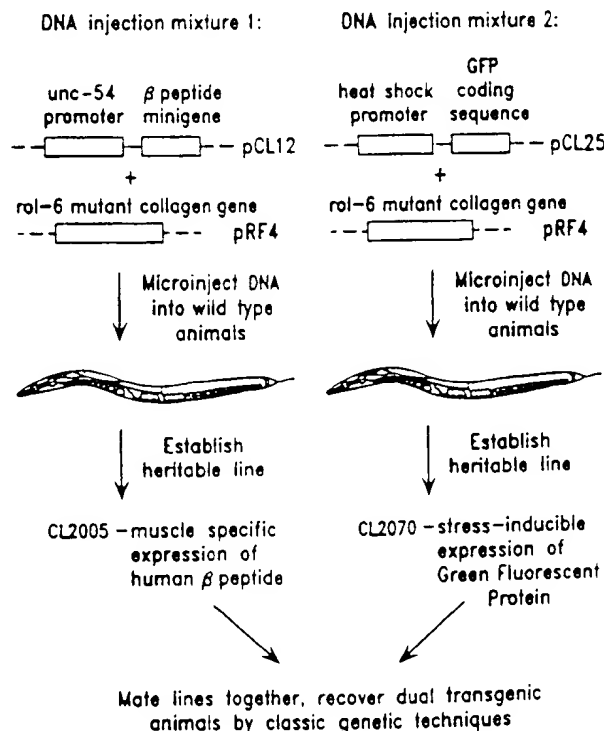 DNA injection mixture 1:
unc-54
promoter
β peptide
minigene
pCL12
+
rol-6 mutant collagen gene
pRF4
Microinject DNA
into wild type
animals
Establish
heritable line
CL2005 – muscle specific
expression of
human β peptide
DNA Injection mixture 2:
heat shock
promoter
GFP
coding
sequence
pCL25
+
rol-6 mutant collagen gene
pRF4
Microinject DNA
into wild type
animals
Establish
heritable line
CL2070 – stress-inducible
expression of
Green Fluorescent
Protein
Mate lines together, recover dual transgenic
animals by classic genetic techniques